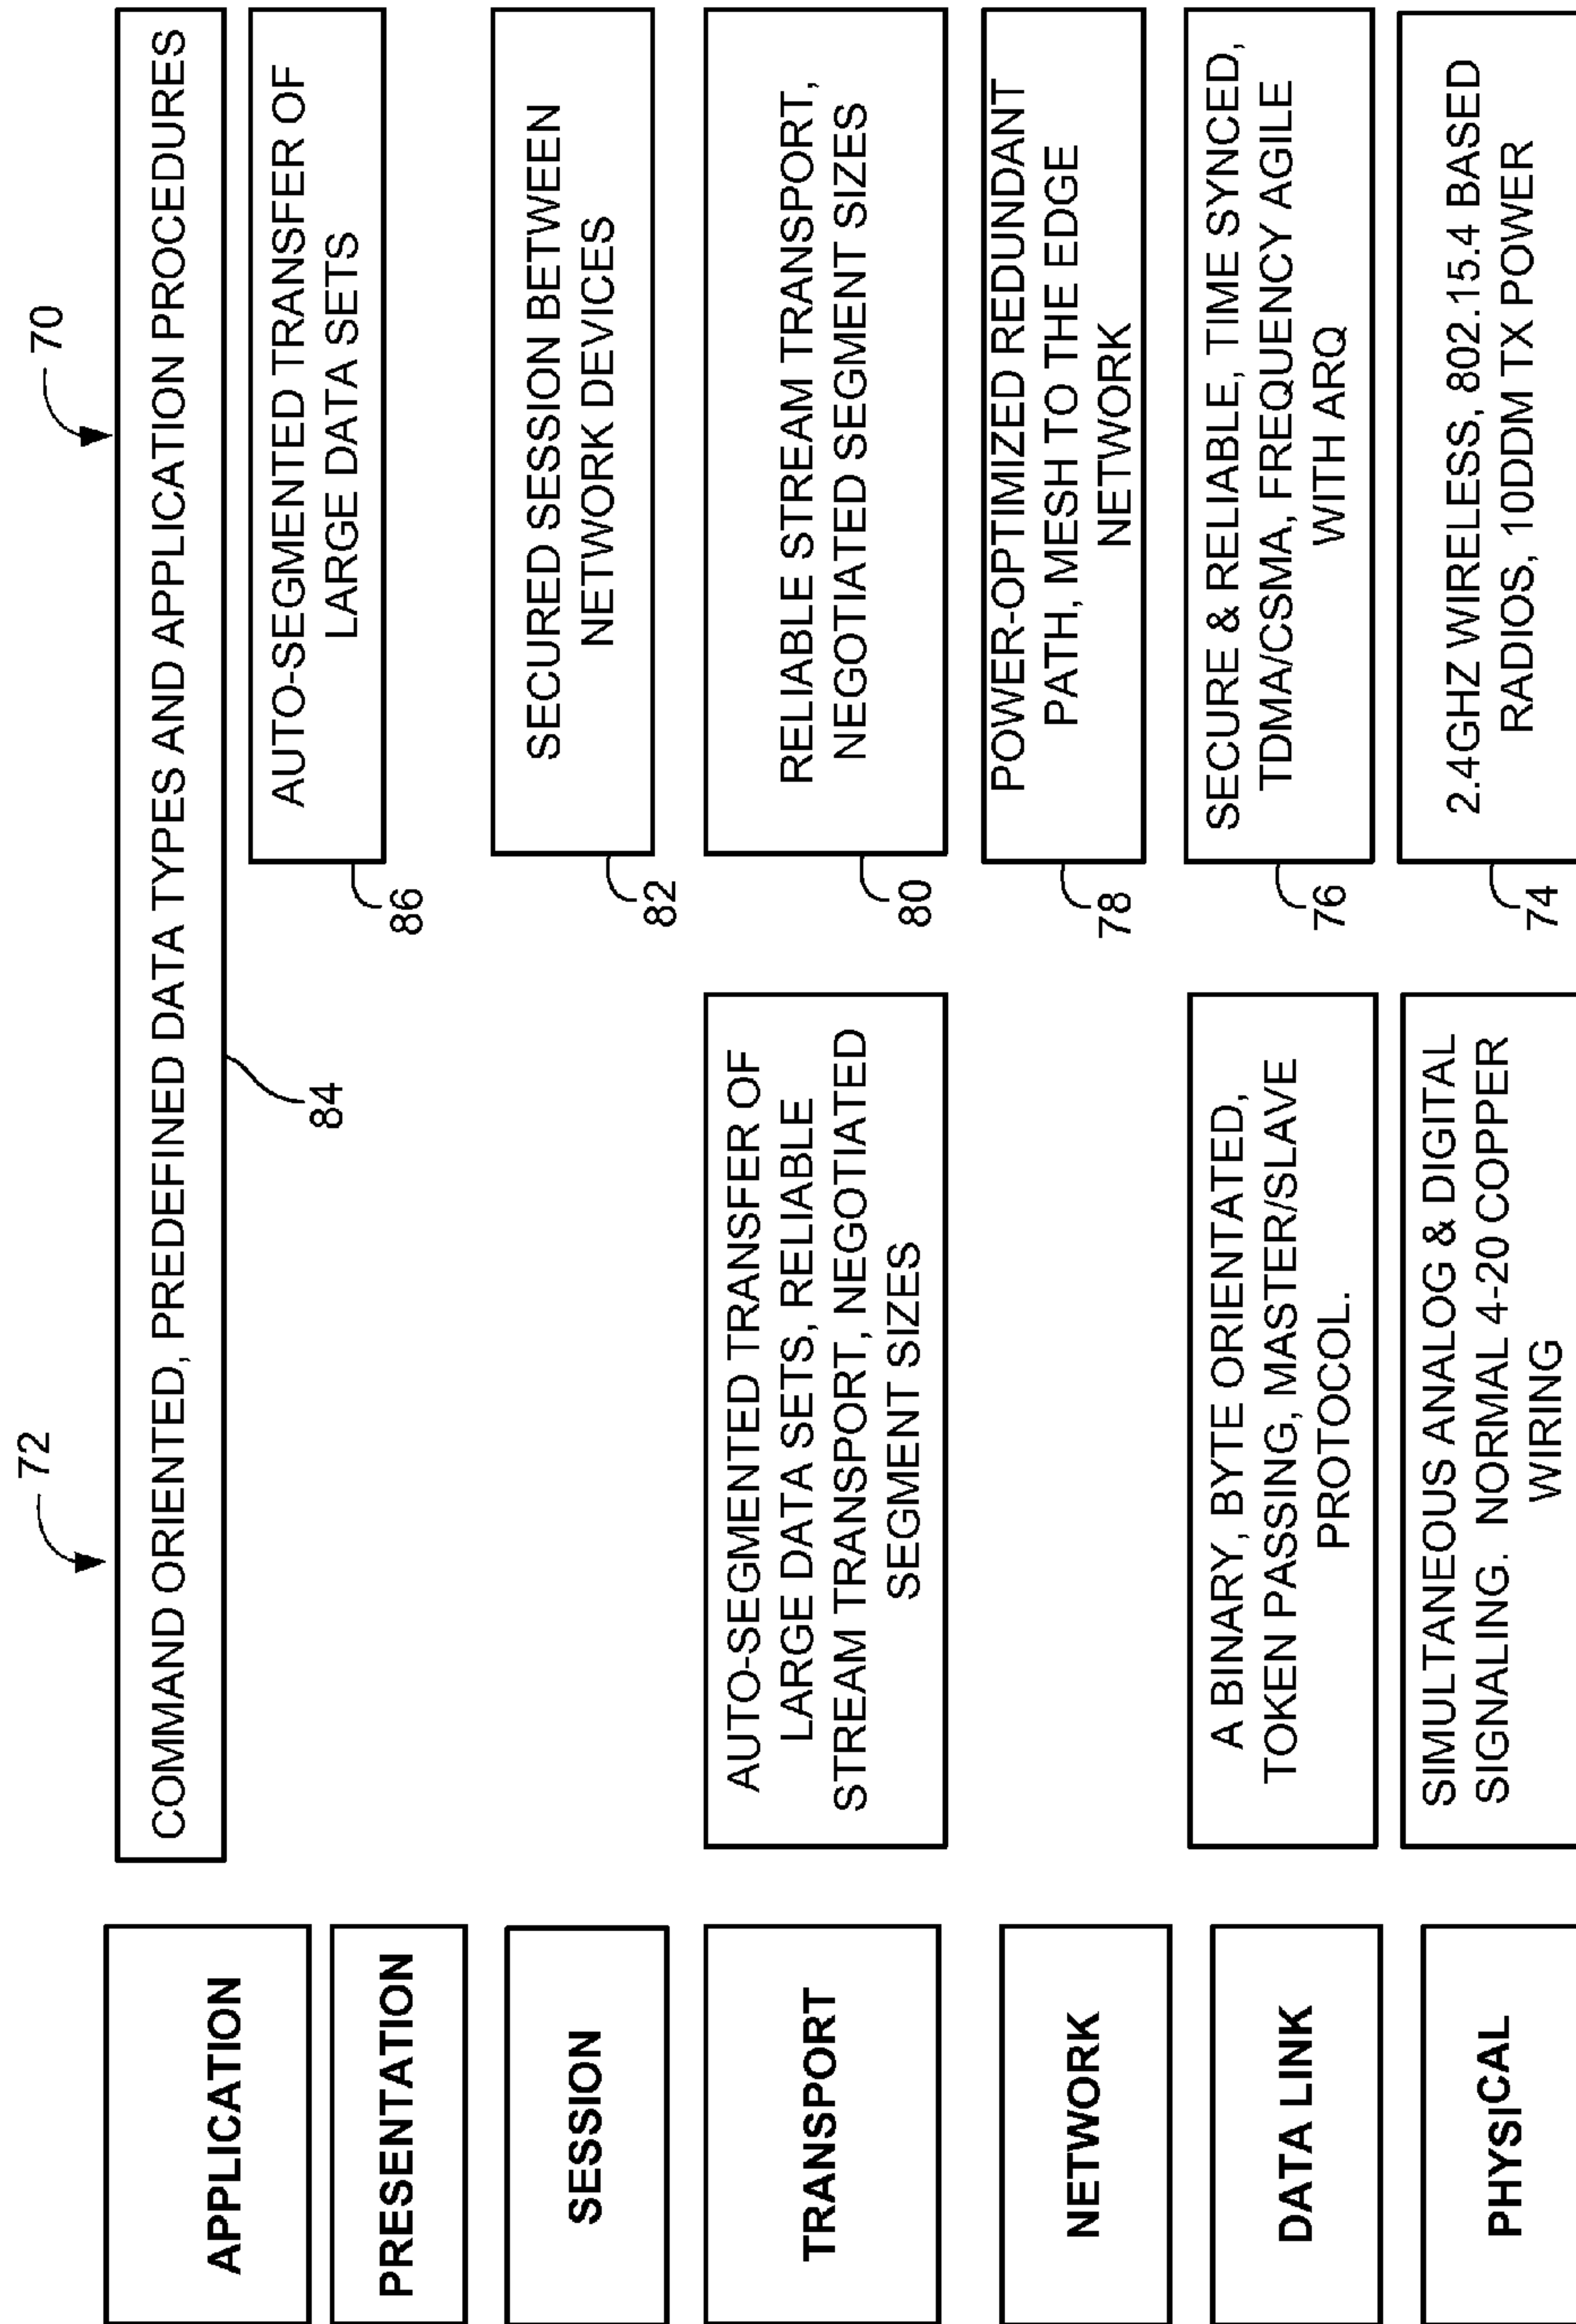 72
70
APPLICATION
COMMAND ORIENTED, PREDEFINED DATA TYPES AND APPLICATION PROCEDURES
84
PRESENTATION
AUTO-SEGMENTED TRANSFER OF
LARGE DATA SETS
86
SESSION
SECURED SESSION BETWEEN
NETWORK DEVICES
82
TRANSPORT
AUTO-SEGMENTED TRANSFER OF
LARGE DATA SETS, RELIABLE
STREAM TRANSPORT, NEGOTIATED
SEGMENT SIZES
RELIABLE STREAM TRANSPORT,
NEGOTIATED SEGMENT SIZES
80
NETWORK
POWER-OPTIMIZED REDUNDANT
PATH, MESH TO THE EDGE
NETWORK
78
DATA LINK
A BINARY, BYTE ORIENTATED,
TOKEN PASSING, MASTER/SLAVE
PROTOCOL.
SECURE & RELIABLE, TIME SYNCED,
TDMA/CSMA, FREQUENCY AGILE
WITH ARQ
76
PHYSICAL
SIMULTANEOUS ANALOG & DIGITAL
SIGNALING. NORMAL 4-20 COPPER
WIRING
2.4GHZ WIRELESS, 802.15.4 BASED
RADIOS, 10DDM TX POWER
74